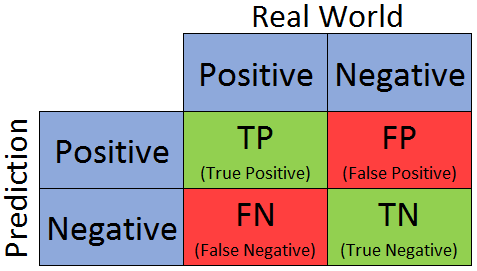 Real World
Positive Negative
Prediction
Positive
TP
(True Positive)
FP
(False Positive)
Negative
FN
(False Negative)
TN
(True Negative)